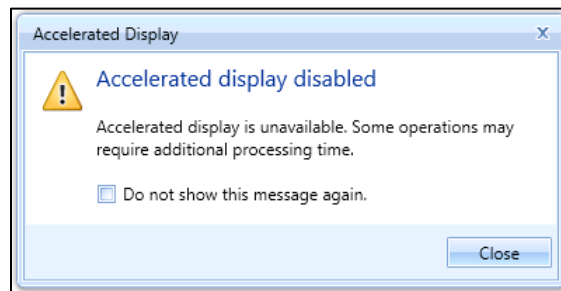 Accelerated Display
Accelerated display disabled
Accelerated display is unavailable. Some operations may
require additional processing time.
Do not show this message again.
Close